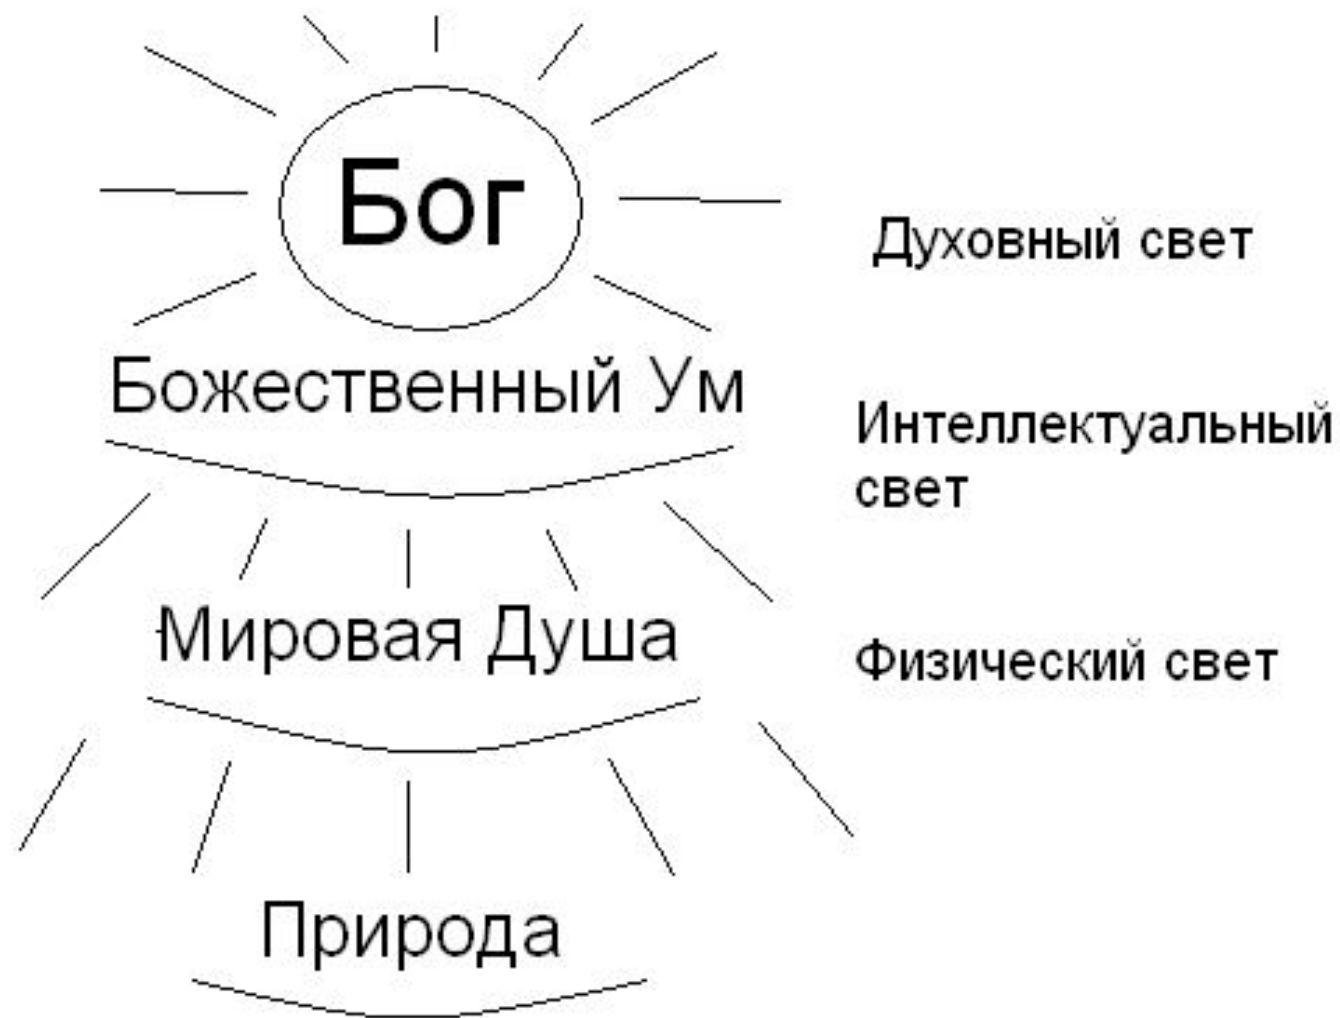 Бог
Духовный свет
Божественный Ум
Интеллектуальный
свет
Мировая Душа
Физический свет
Природа